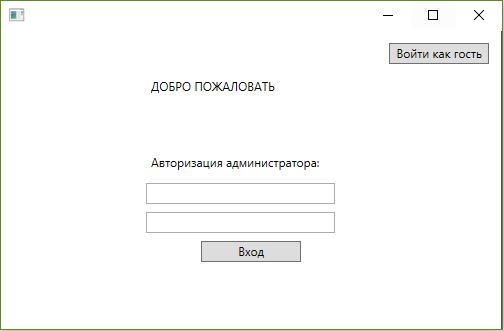 Войти как гость
ДОБРО ПОЖАЛОВАТЬ
Авторизация администратора:
Вход